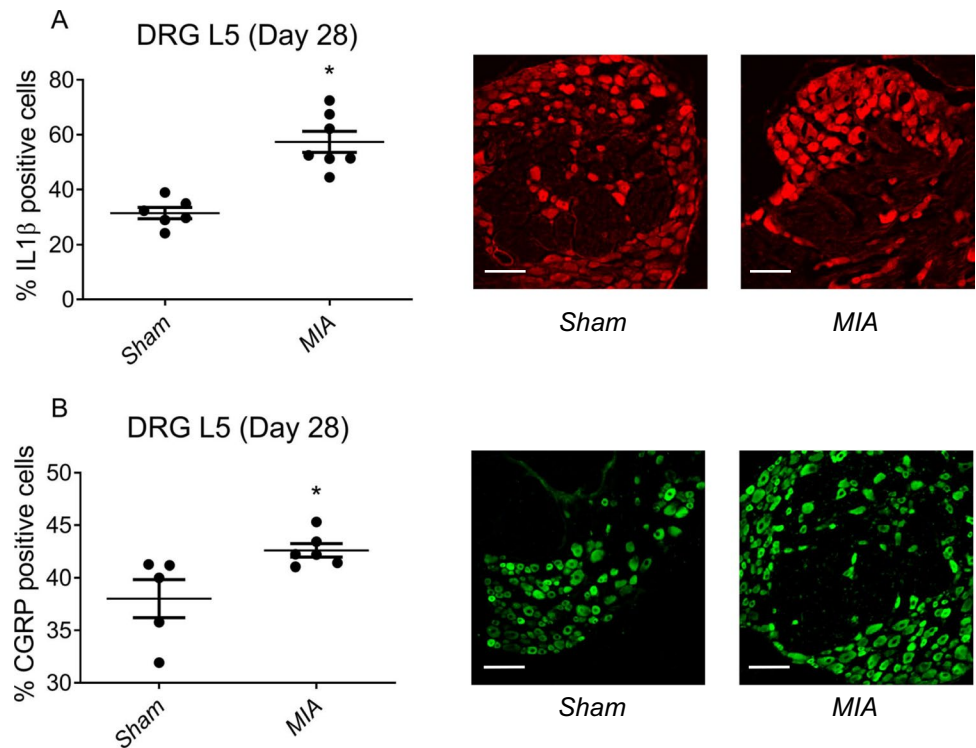 A
DRG L5 (Day 28)
% IL1β positive cells
80
60
40
20
0
*
Sham
MIA
Sham
MIA
B
DRG L5 (Day 28)
% CGRP positive cells
50
45
40
35
30
*
Sham
MIA
Sham
MIA